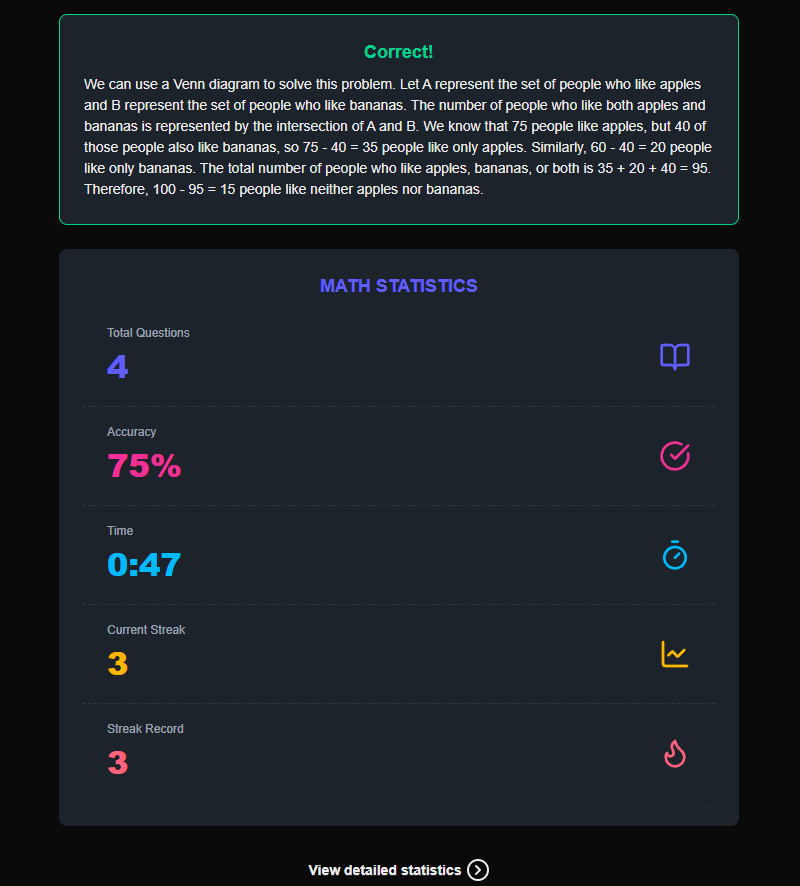 Correct!
We can use a Venn diagram to solve this problem. Let A represent the set of people who like apples
and B represent the set of people who like bananas. The number of people who like both apples and
bananas is represented by the intersection of A and B. We know that 75 people like apples, but 40 of
those people also like bananas, so 75 - 40 = 35 people like only apples. Similarly, 60 - 40 = 20 people
like only bananas. The total number of people who like apples, bananas, or both is 35 + 20 + 40 = 95.
Therefore, 100 - 95 = 15 people like neither apples nor bananas.
MATH STATISTICS
Total Questions
4
Accuracy
75%
Time
0:47
Current Streak
3
Streak Record
3
View detailed statistics